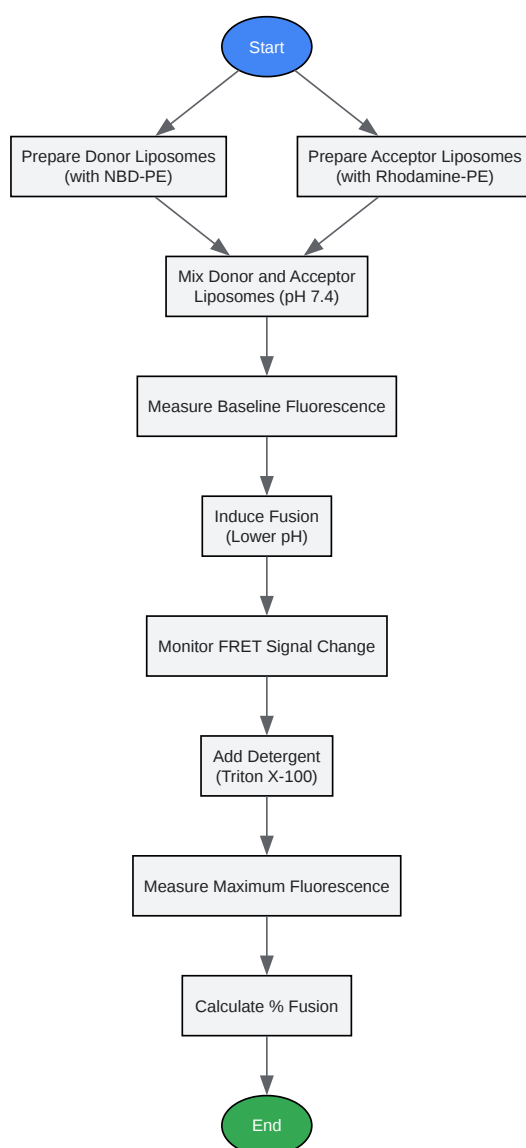 Start
Prepare Donor Liposomes
(with NBD-PE)
Prepare Acceptor Liposomes
(with Rhodamine-PE)
Mix Donor and Acceptor
Liposomes (pH 7.4)
Measure Baseline Fluorescence
Induce Fusion
(Lower pH)
Monitor FRET Signal Change
Add Detergent
(Triton X-100)
Measure Maximum Fluorescence
Calculate % Fusion
End